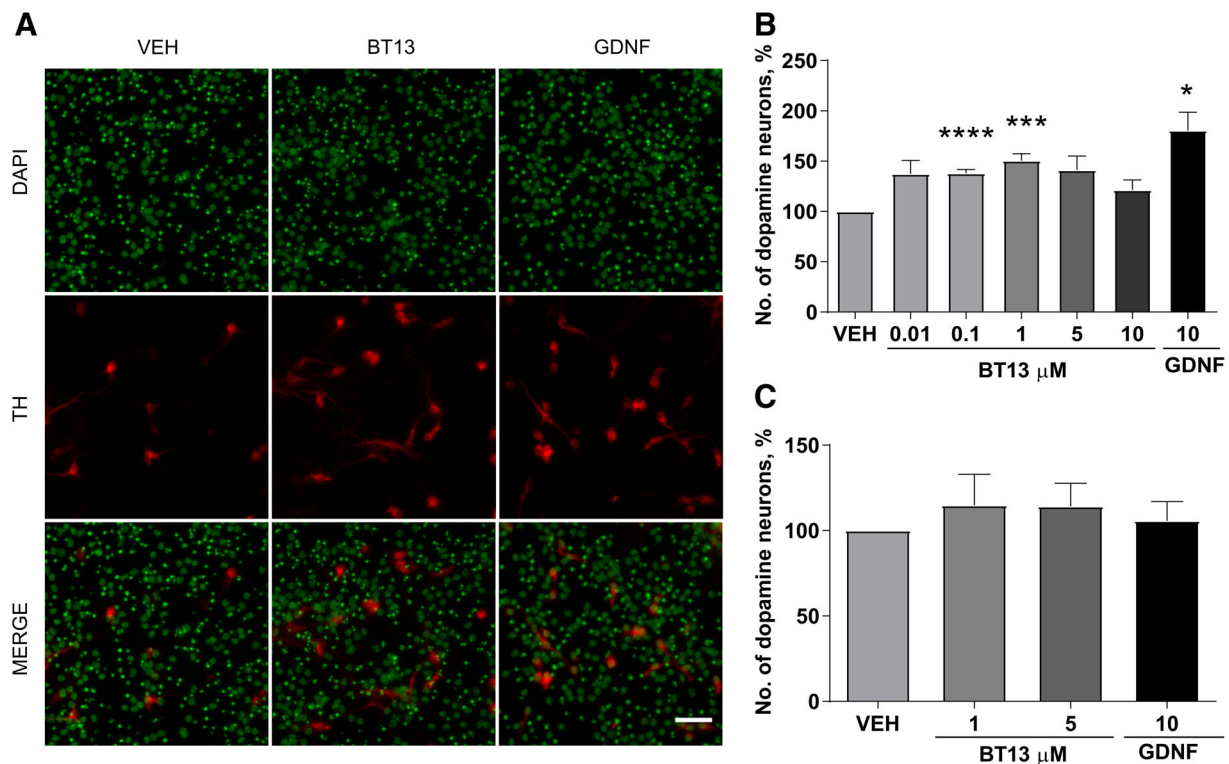 A
VEH BT13 GDNF
DAPI
TH
MERGE
B
No. of dopamine neurons, %
250
200
150
100
50
0
**** *** *
VEH 0.01 0.1 1 5 10 10
BT13 μM GDNF
C
No. of dopamine neurons, %
150
100
50
0
VEH 1 5 10
BT13 μM GDNF